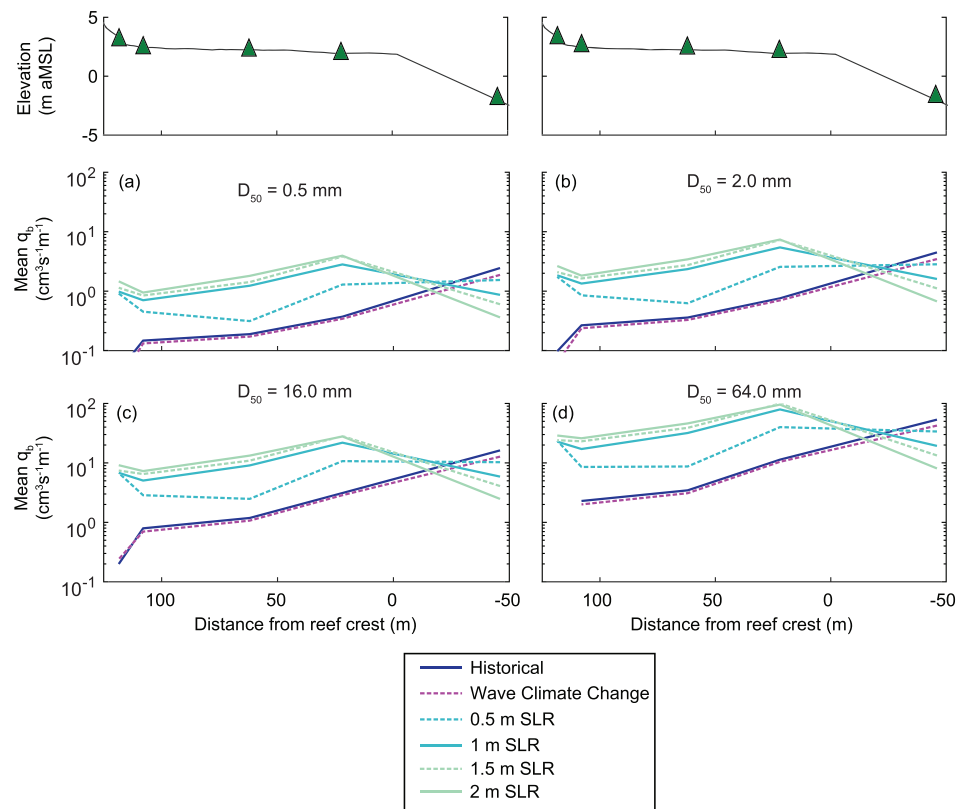 5
0
-5
Elevation
(m aMSL)
(a)
D50 = 0.5 mm
(b)
D50 = 2.0 mm
10^2
10^1
10^0
10^-1
Mean qb
(cm³s⁻¹m⁻¹)
10^-1
(c)
D50 = 16.0 mm
(d)
D50 = 64.0 mm
10^2
10^1
10^0
10^-1
Mean qb
(cm³s⁻¹m⁻¹)
100 50 0 -50
100 50 0 -50
Distance from reef crest (m)
Distance from reef crest (m)
Historical
Wave Climate Change
0.5 m SLR
1 m SLR
1.5 m SLR
2 m SLR